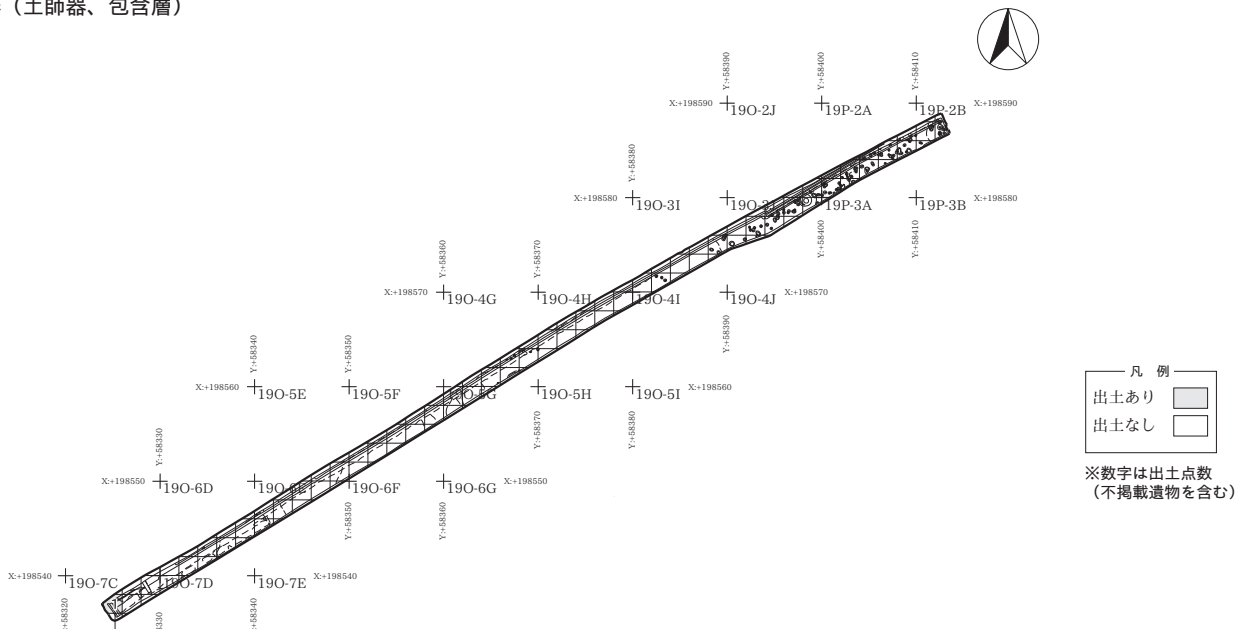 （土師器、包含層）
Y:+58390
Y:+58400
Y:+58410
X:+198590
19O-2J
19P-2A
19P-2B
X:+198590
Y:+58380
X:+198580
19O-3I
19P-3A
19P-3B
X:+198580
Y:+58400
Y:+58410
Y:+58360
Y:+58370
X:+198570
19O-4G
19O-4H
19O-4I
19O-4J
X:+198570
Y:+58390
Y:+58340
Y:+58350
X:+198560
19O-5E
19O-5F
19O-5G
19O-5H
19O-5I
X:+198560
Y:+58370
Y:+58380
Y:+58330
X:+198550
19O-6D
19O-6F
19O-6G
X:+198550
Y:+58350
Y:+58360
X:+198540
19O-7C
19O-7D
19O-7E
X:+198540
:+58320
330
:+58340
凡 例
出土あり
出土なし
※数字は出土点数
（不掲載遺物を含む）